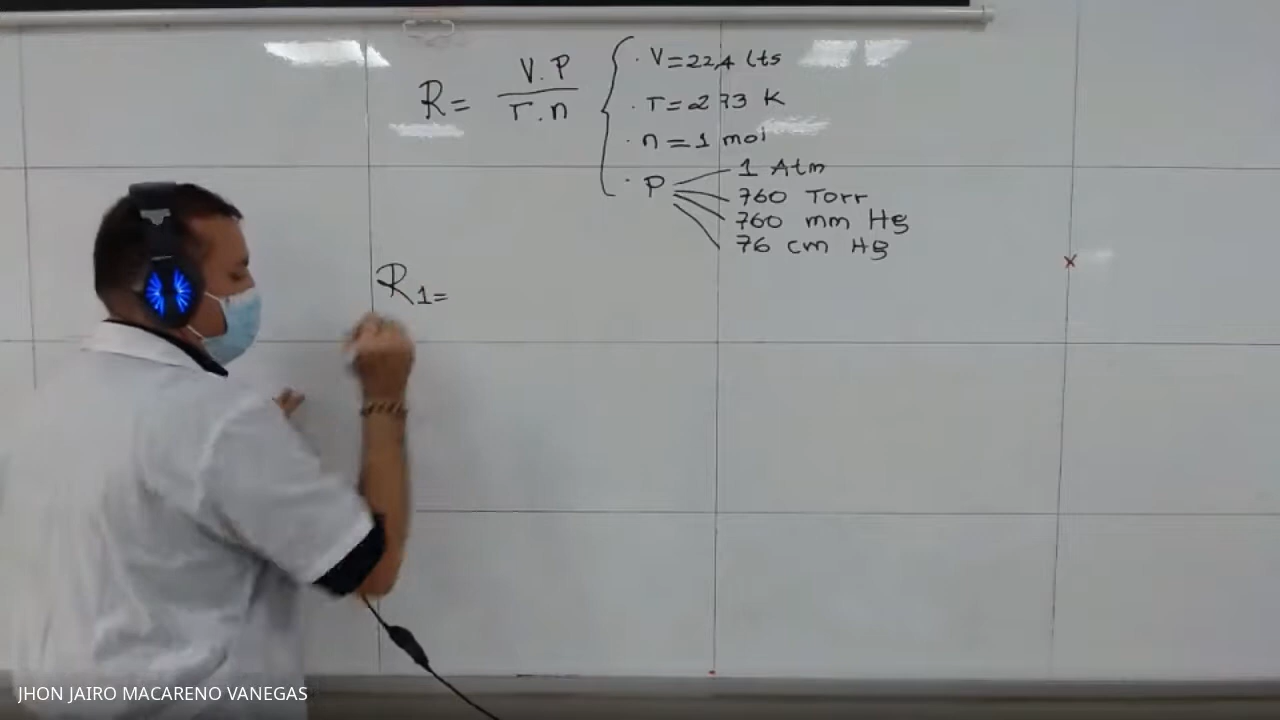 R = V.P / T.n
· V = 22,4 Lts
· T = 273 K
· n = 1 mol
· P
1 Atm
760 Torr
760 mm Hg
76 cm Hg
R1 =
JHON JAIRO MACARENO VANEGAS